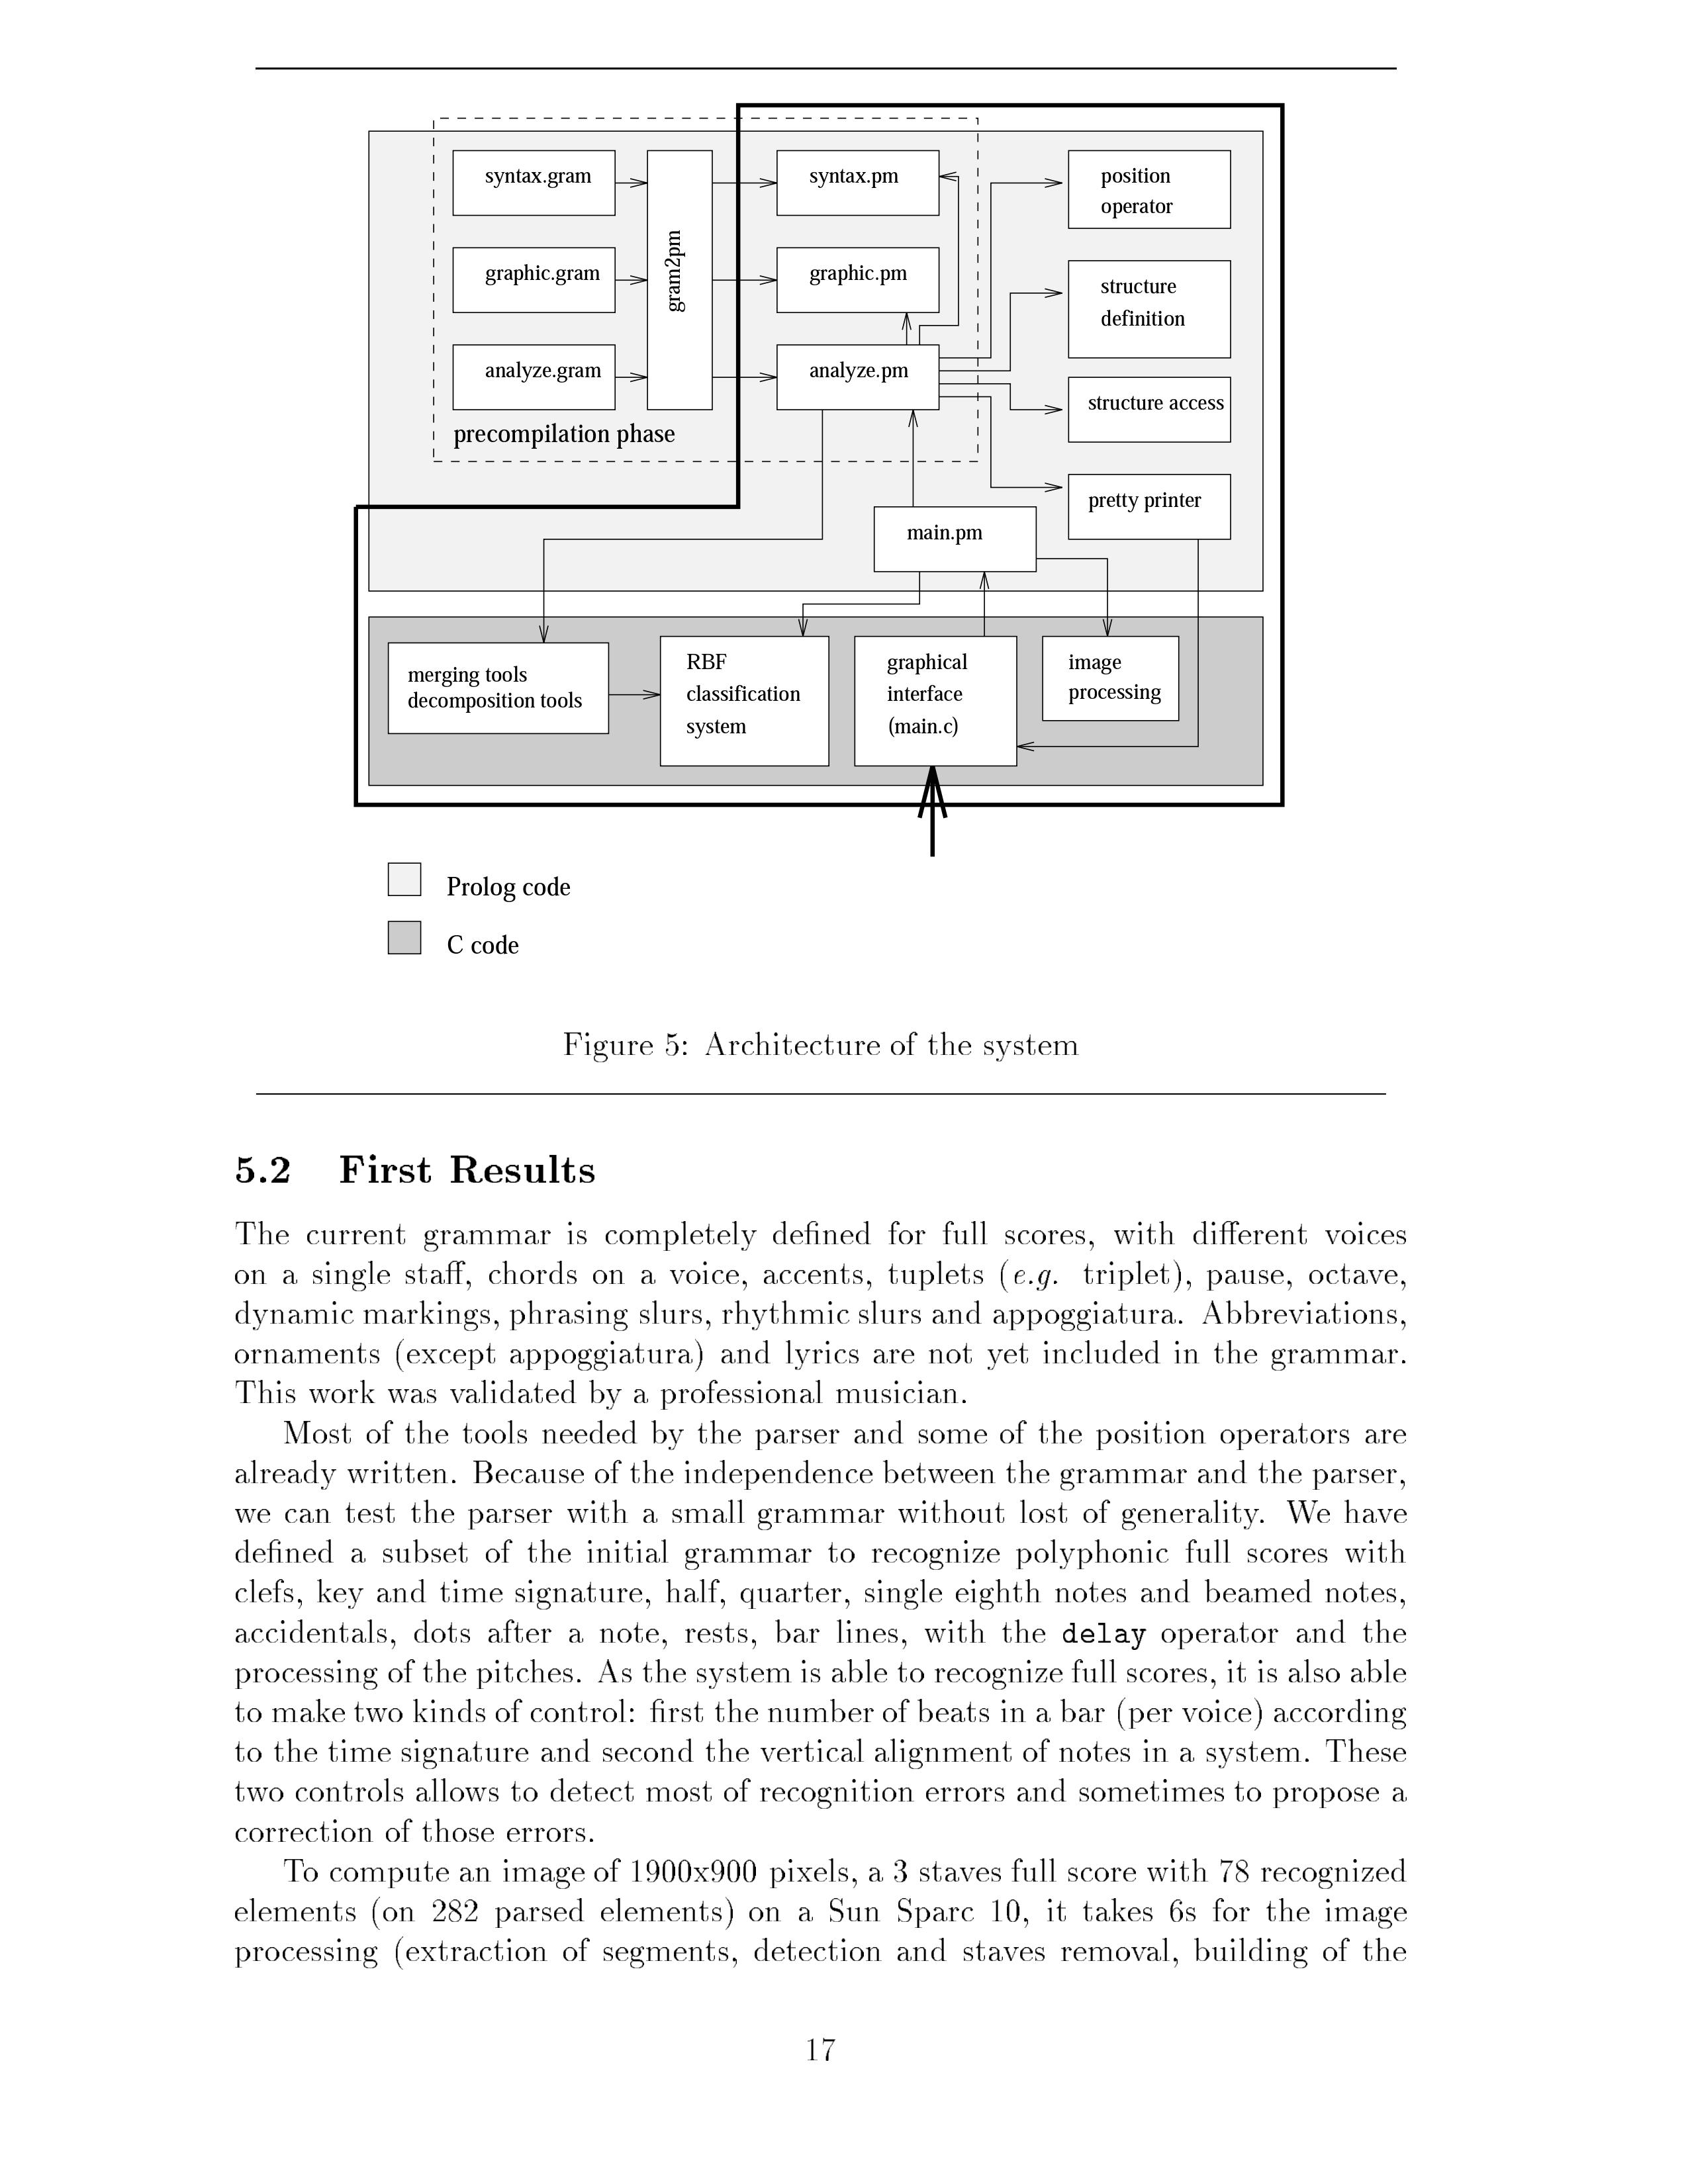 syntax.gram
syntax.pm
position
operator
gram2pm
graphic.gram
graphic.pm
structure
definition
analyze.gram
analyze.pm
structure access
precompilation phase
pretty printer
main.pm
merging tools
decomposition tools
RBF
classification
system
graphical
interface
(main.c)
image
processing
Prolog code
C code
Figure 5: Architecture of the system
5.2 First Results
The current grammar is completely defined for full scores, with different voices
on a single staff, chords on a voice, accents, tuplets (e.g. triplet), pause, octave,
dynamic markings, phrasing slurs, rhythmic slurs and appoggiatura. Abbreviations,
ornaments (except appoggiatura) and lyrics are not yet included in the grammar.
This work was validated by a professional musician.
Most of the tools needed by the parser and some of the position operators are
already written. Because of the independence between the grammar and the parser,
we can test the parser with a small grammar without lost of generality. We have
defined a subset of the initial grammar to recognize polyphonic full scores with
clefs, key and time signature, half, quarter, single eighth notes and beamed notes,
accidentals, dots after a note, rests, bar lines, with the delay operator and the
processing of the pitches. As the system is able to recognize full scores, it is also able
to make two kinds of control: first the number of beats in a bar (per voice) according
to the time signature and second the vertical alignment of notes in a system. These
two controls allows to detect most of recognition errors and sometimes to propose a
correction of those errors.
To compute an image of 1900x900 pixels, a 3 staves full score with 78 recognized
elements (on 282 parsed elements) on a Sun Sparc 10, it takes 6s for the image
processing (extraction of segments, detection and staves removal, building of the
17